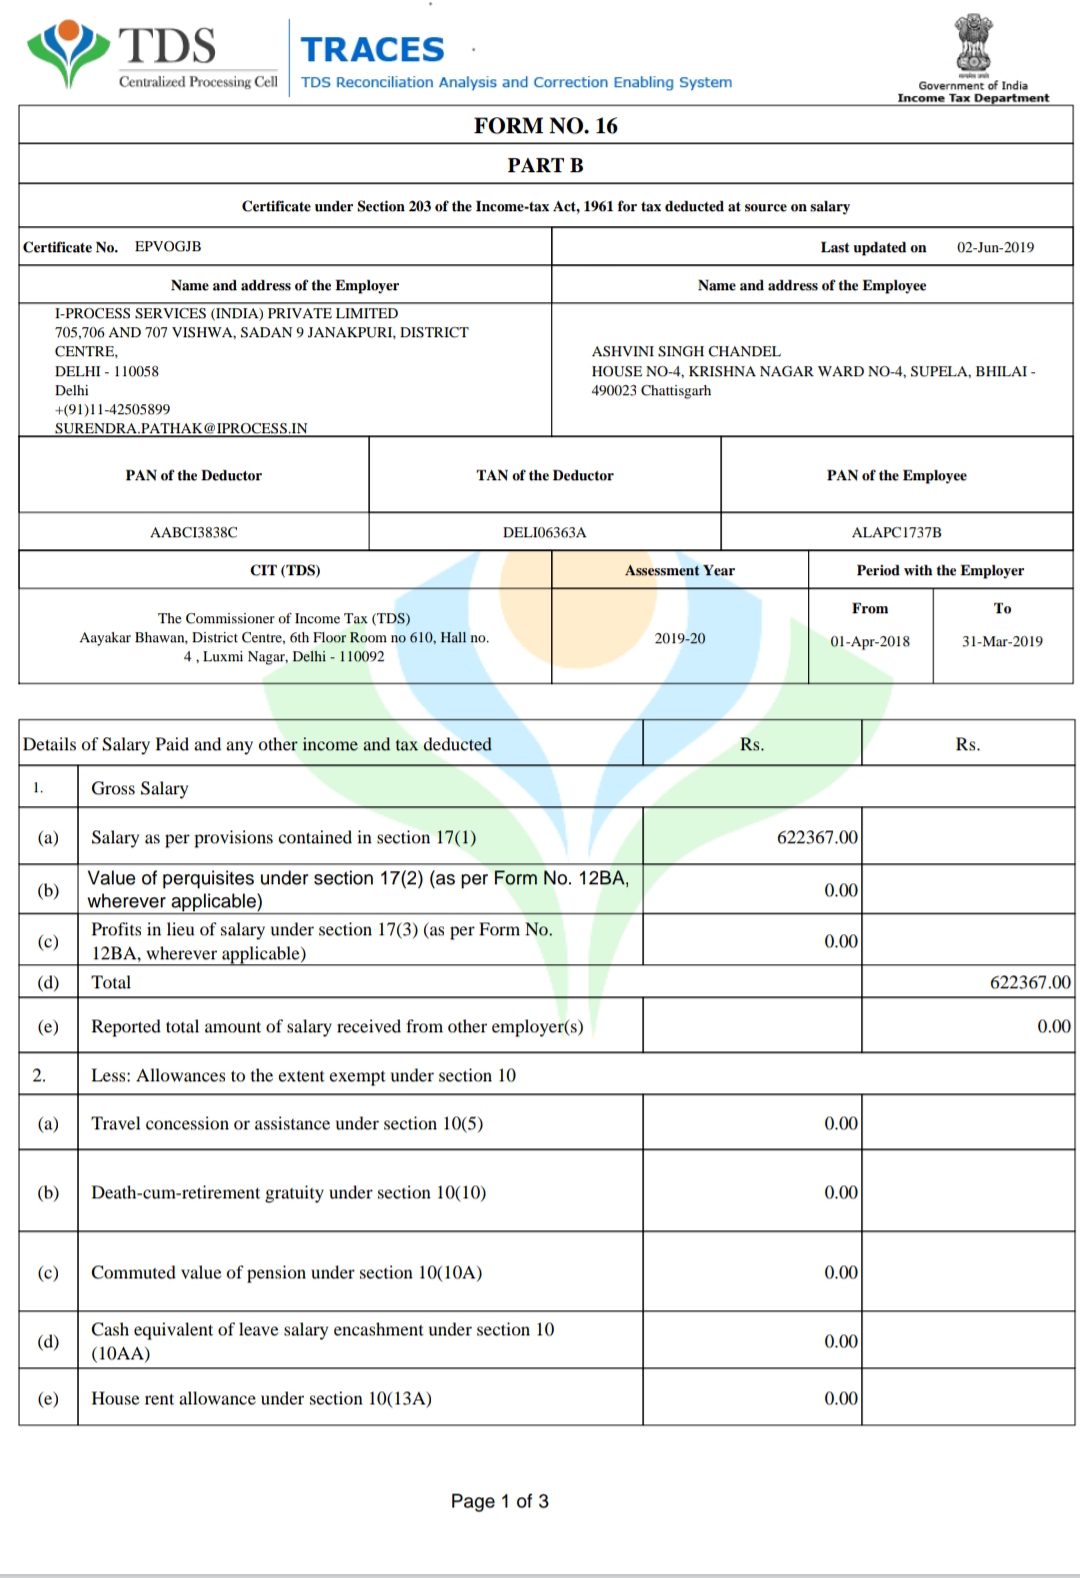 TDS
Centralized Processing Cell
TRACES
TDS Reconciliation Analysis and Correction Enabling System
Government of India
Income Tax Department
FORM NO. 16
PART B
Certificate under Section 203 of the Income-tax Act, 1961 for tax deducted at source on salary
Certificate No. EPVOGJB
Last updated on 02-Jun-2019
Name and address of the Employer
Name and address of the Employee
I-PROCESS SERVICES (INDIA) PRIVATE LIMITED
705,706 AND 707 VISHWA, SADAN 9 JANAKPURI, DISTRICT
CENTRE,
DELHI - 110058
Delhi
+(91)11-42505899
SURENDRA.PATHAK@IPROCESS.IN
ASHVINI SINGH CHANDEL
HOUSE NO-4, KRISHNA NAGAR WARD NO-4, SUPELA, BHILAI -
490023 Chattisgarh
PAN of the Deductor
TAN of the Deductor
PAN of the Employee
AABCI3838C
DELI06363A
ALAPC1737B
CIT (TDS)
Assessment Year
Period with the Employer
The Commissioner of Income Tax (TDS)
Aayakar Bhawan, District Centre, 6th Floor Room no 610, Hall no.
4 , Luxmi Nagar, Delhi - 110092
2019-20
From
To
01-Apr-2018
31-Mar-2019
Details of Salary Paid and any other income and tax deducted
Rs.
Rs.
1. Gross Salary
(a) Salary as per provisions contained in section 17(1) 622367.00
(b) Value of perquisites under section 17(2) (as per Form No. 12BA,
wherever applicable) 0.00
(c) Profits in lieu of salary under section 17(3) (as per Form No.
12BA, wherever applicable) 0.00
(d) Total 622367.00
(e) Reported total amount of salary received from other employer(s) 0.00
2. Less: Allowances to the extent exempt under section 10
(a) Travel concession or assistance under section 10(5) 0.00
(b) Death-cum-retirement gratuity under section 10(10) 0.00
(c) Commuted value of pension under section 10(10A) 0.00
(d) Cash equivalent of leave salary encashment under section 10
(10AA) 0.00
(e) House rent allowance under section 10(13A) 0.00
Page 1 of 3